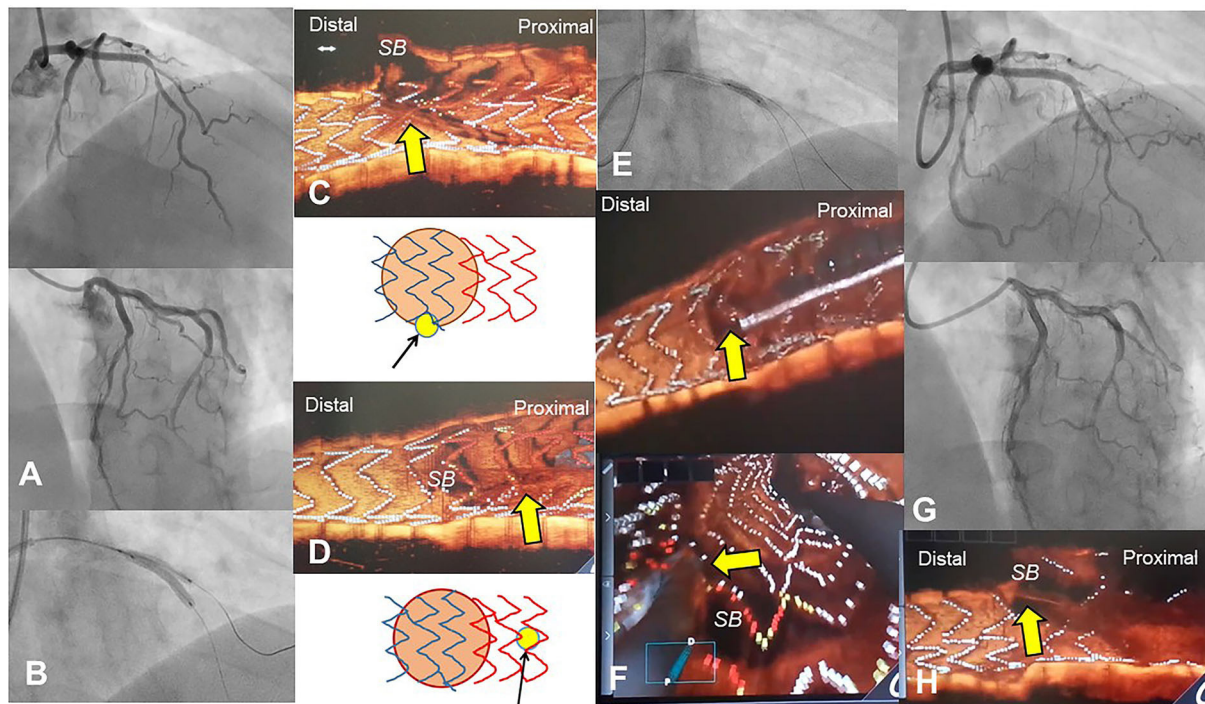 A
B
Distal
Proximal
SB
C
Distal
Proximal
SB
D
E
Distal
Proximal
SB
D
P
F
G
Distal
Proximal
SB
H